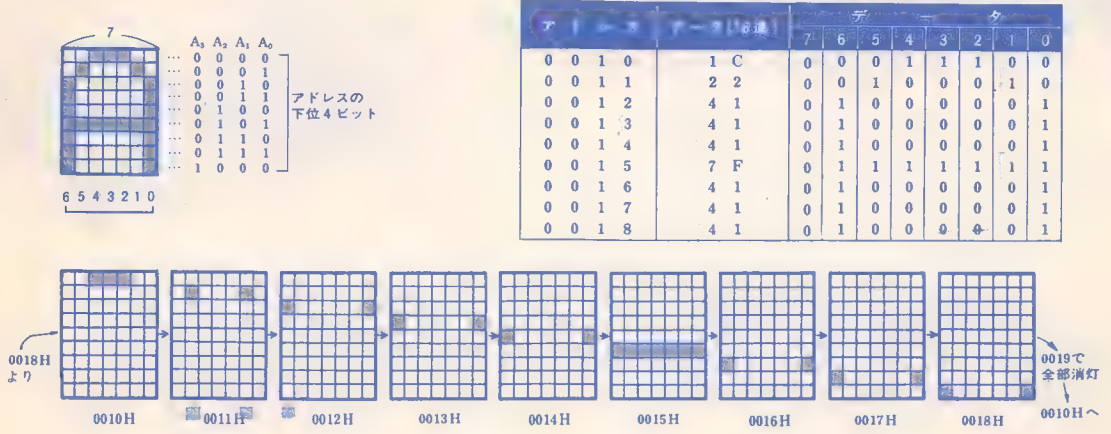 7
A₃ A₂ A₁ A₀
… 0 0 0 0
… 0 0 0 1
… 0 0 1 0
… 0 0 1 1
… 0 1 0 0
… 0 1 0 1
… 0 1 1 0
… 0 1 1 1
… 1 0 0 0
アドレスの
下位4ビット
6 5 4 3 2 1 0
データ
7 6 5 4 3 2 1 0
0 0 1 0 1 C 0 0 0 1 1 1 0 0
0 0 1 1 2 2 0 0 1 0 0 0 1 0
0 0 1 2 4 1 0 1 0 0 0 0 0 1
0 0 1 3 4 1 0 1 0 0 0 0 0 1
0 0 1 4 4 1 0 1 0 0 0 0 0 1
0 0 1 5 7 F 0 1 1 1 1 1 1 1
0 0 1 6 4 1 0 1 0 0 0 0 0 1
0 0 1 7 4 1 0 1 0 0 0 0 0 1
0 0 1 8 4 1 0 1 0 0 0 0 0 1
0018H
より
0010H 0011H 0012H 0013H 0014H 0015H 0016H 0017H 0018H
0019で
全部消灯
0010Hへ